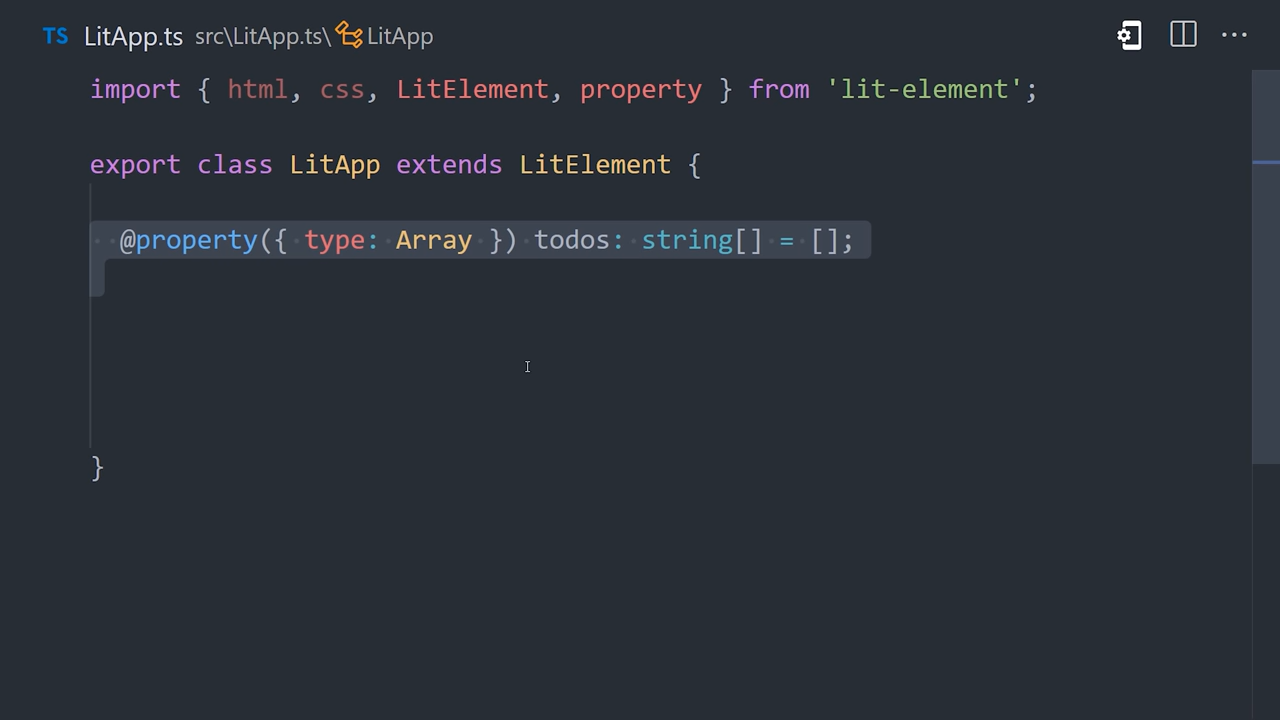 TS LitApp.ts src\LitApp.ts\ LitApp
import { html, css, LitElement, property } from 'lit-element';
export class LitApp extends LitElement {
@property({ type: Array }) todos: string[] = [];
}